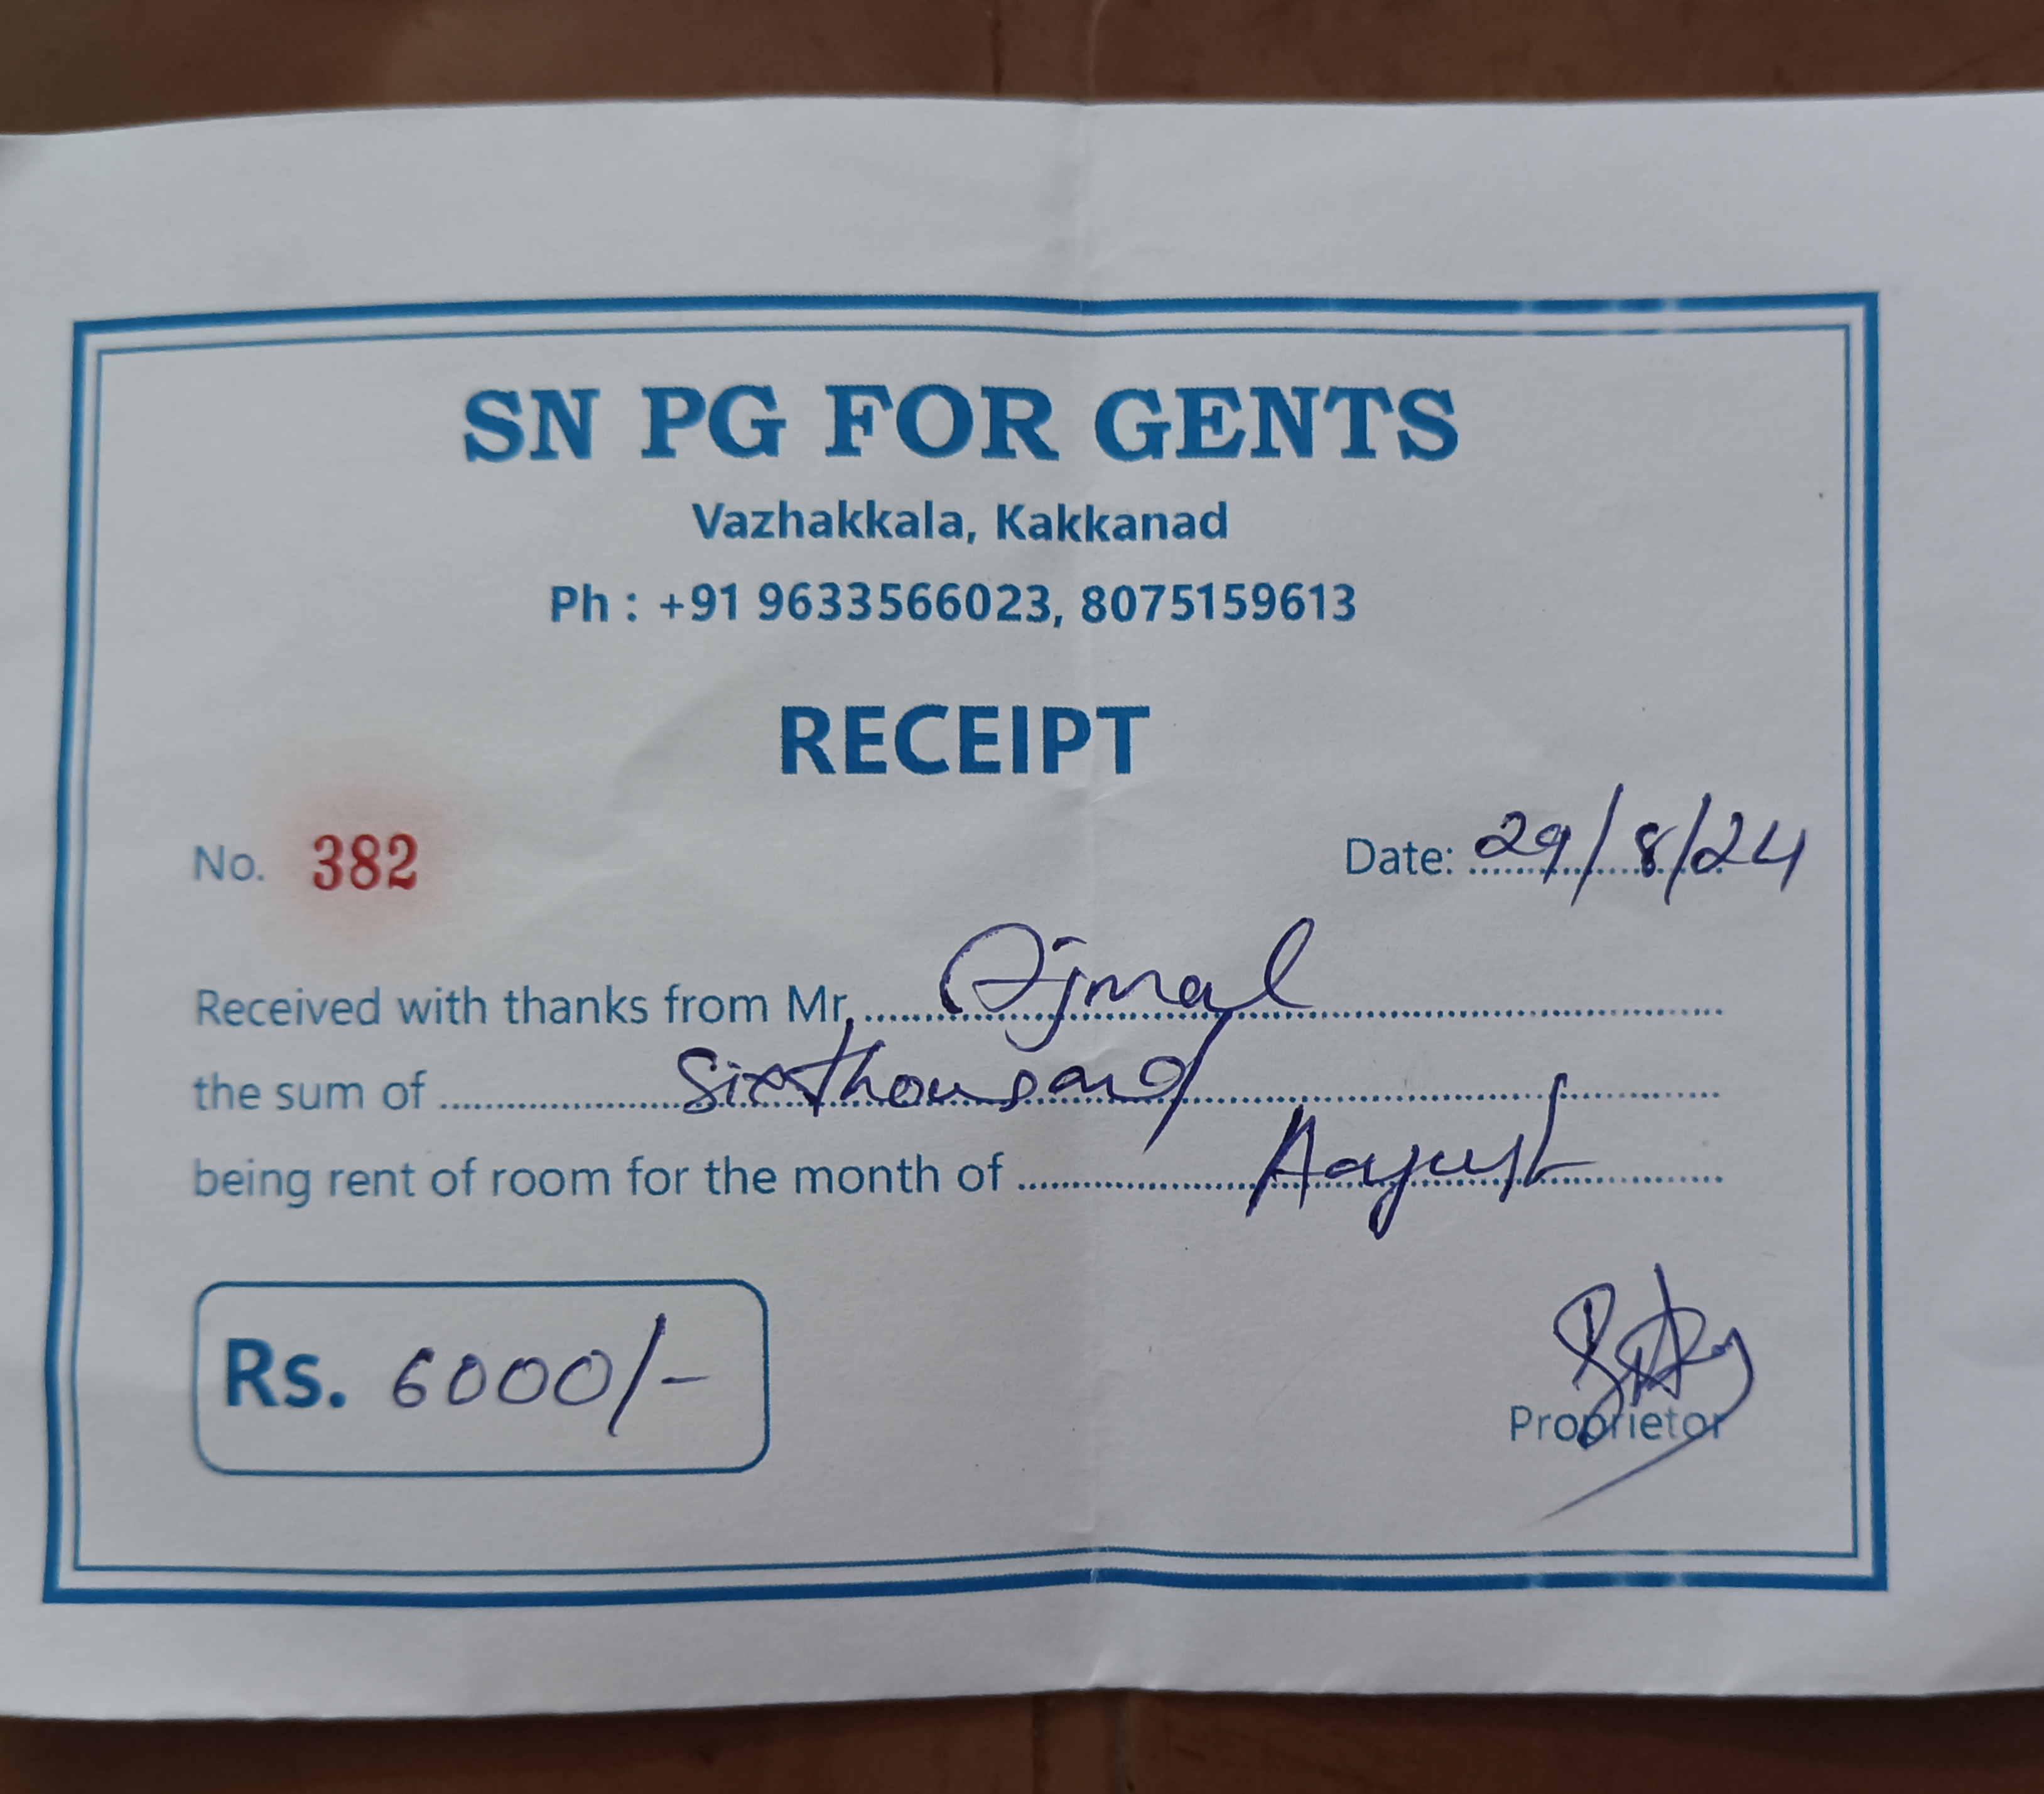 SN PG FOR GENTS
Vazhakkala, Kakkanad
Ph : +91 9633566023, 8075159613
RECEIPT
No. 382 Date: 29/8/24
Received with thanks from Mr. Ajmal
the sum of Six thousand
being rent of room for the month of August
Rs. 6000/-
Proprietor